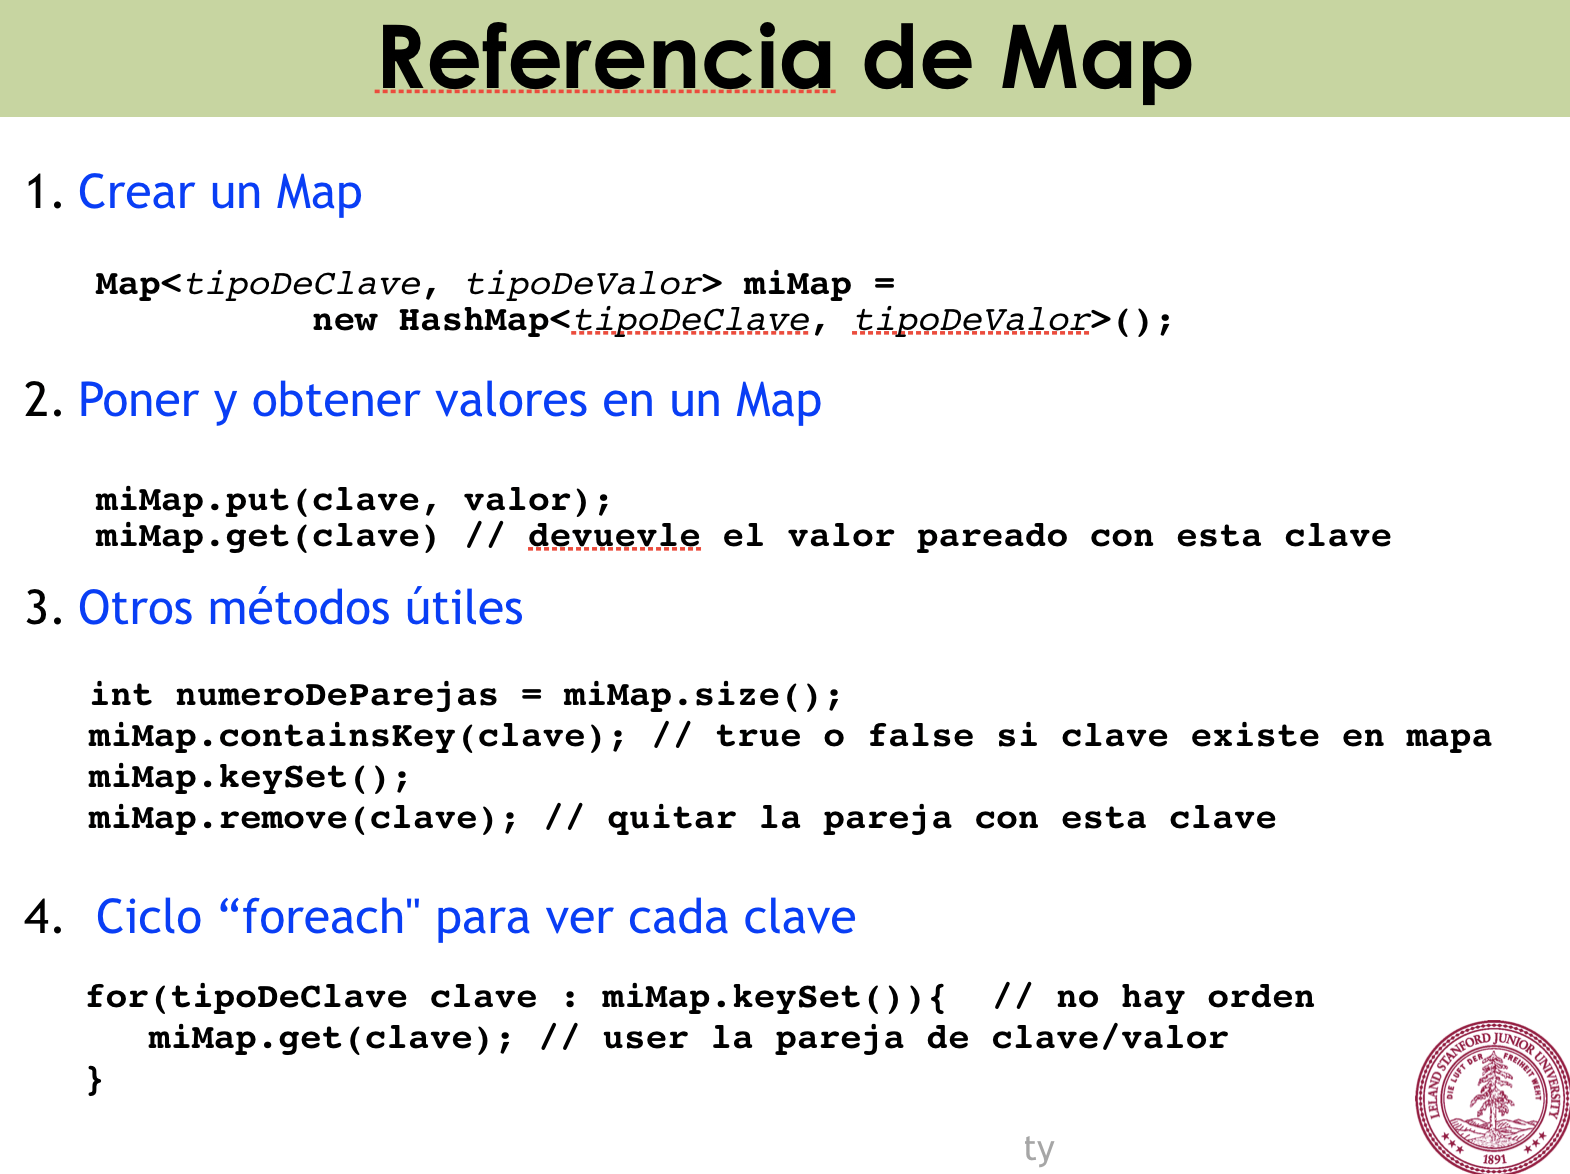 Referencia de Map
1. Crear un Map
Map<tipoDeClave, tipoDeValor> miMap =
new HashMap<tipoDeClave, tipoDeValor>();
2. Poner y obtener valores en un Map
miMap.put(clave, valor);
miMap.get(clave) // devuevle el valor pareado con esta clave
3. Otros métodos útiles
int numeroDeParejas = miMap.size();
miMap.containsKey(clave); // true o false si clave existe en mapa
miMap.keySet();
miMap.remove(clave); // quitar la pareja con esta clave
4. Ciclo “foreach" para ver cada clave
for(tipoDeClave clave : miMap.keySet()){ // no hay orden
miMap.get(clave); // user la pareja de clave/valor
}
ty
LELAND STANFORD JUNIOR UNIVERSITY
DIE LUFT DER FREIHEIT WEHT
1891